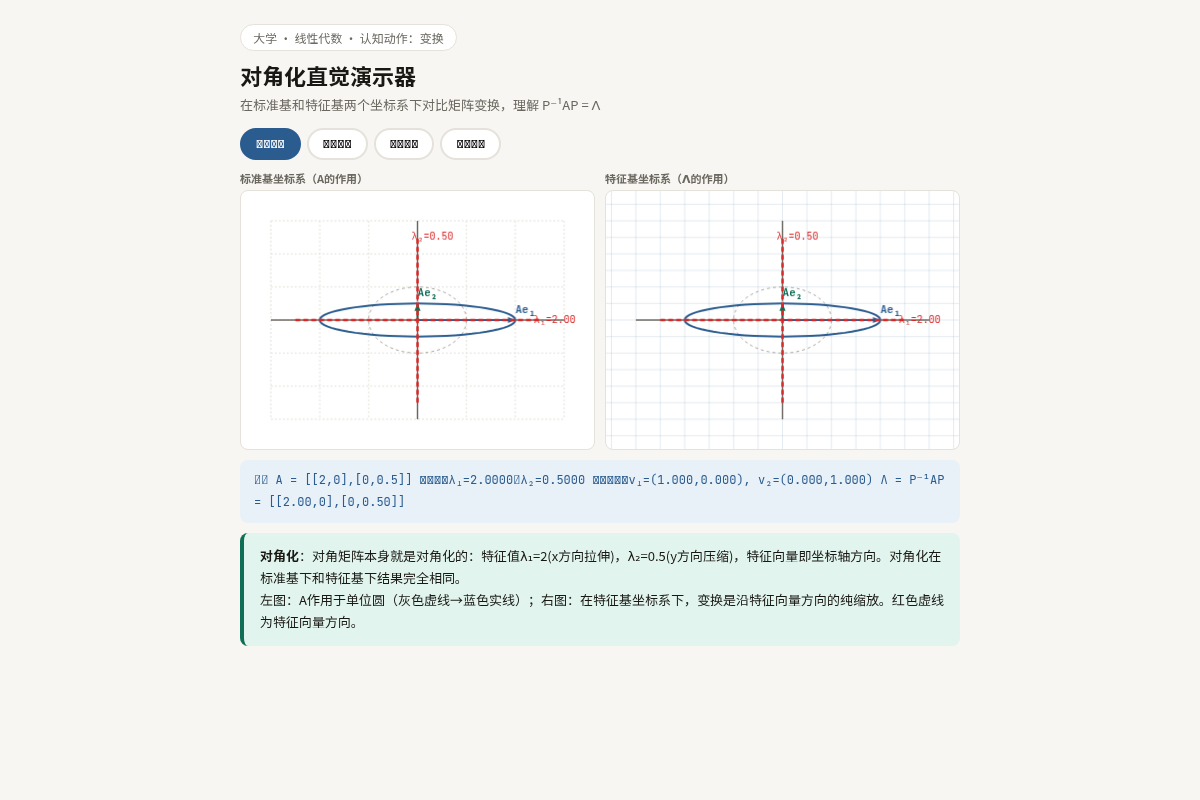 大学 · 线性代数 · 认知动作：变换
对角化直觉演示器
在标准基和特征基两个坐标系下对比矩阵变换，理解 P⁻¹AP = Λ
标准基坐标系（A的作用）
特征基坐标系（Λ的作用）
λ₂=0.50
Ae₂
Ae₁
λ₁=2.00
λ₂=0.50
Ae₂
Ae₁
λ₁=2.00
A = [[2,0],[0,0.5]] λ₁=2.0000 λ₂=0.5000 v₁=(1.000,0.000), v₂=(0.000,1.000) Λ = P⁻¹AP
= [[2.00,0],[0,0.50]]
对角化：对角矩阵本身就是对角化的：特征值λ₁=2(x方向拉伸)，λ₂=0.5(y方向压缩)，特征向量即坐标轴方向。对角化在
标准基下和特征基下结果完全相同。
左图：A作用于单位圆（灰色虚线→蓝色实线）；右图：在特征基坐标系下，变换是沿特征向量方向的纯缩放。红色虚线
为特征向量方向。